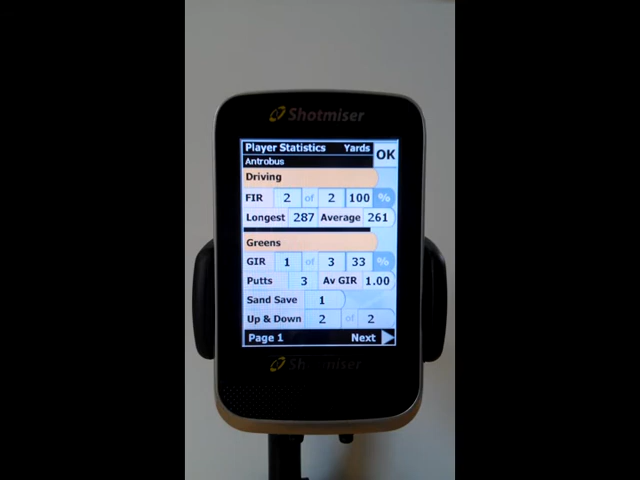 Shotmiser
Player Statistics Yards OK
Antrobus
Driving
FIR 2 of 2 100 %
Longest 287 Average 261
Greens
GIR 1 of 3 33 %
Putts 3 Av GIR 1.00
Sand Save 1
Up & Down 2 of 2
Page 1 Next
Shotmiser